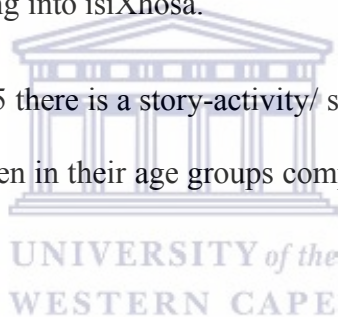 ng into isiXhosa.
5 there is a story-activity/ s
en in their age groups comp
UNIVERSITY of the
WESTERN CAPE